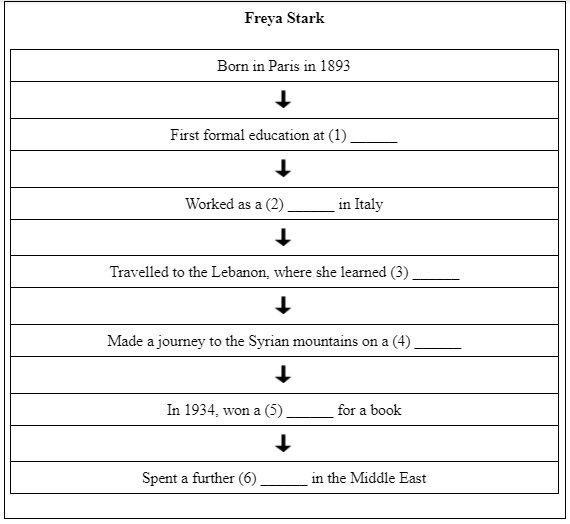 Freya Stark
Born in Paris in 1893
First formal education at (1) ______
Worked as a (2) ______ in Italy
Travelled to the Lebanon, where she learned (3) ______
Made a journey to the Syrian mountains on a (4) ______
In 1934, won a (5) ______ for a book
Spent a further (6) ______ in the Middle East